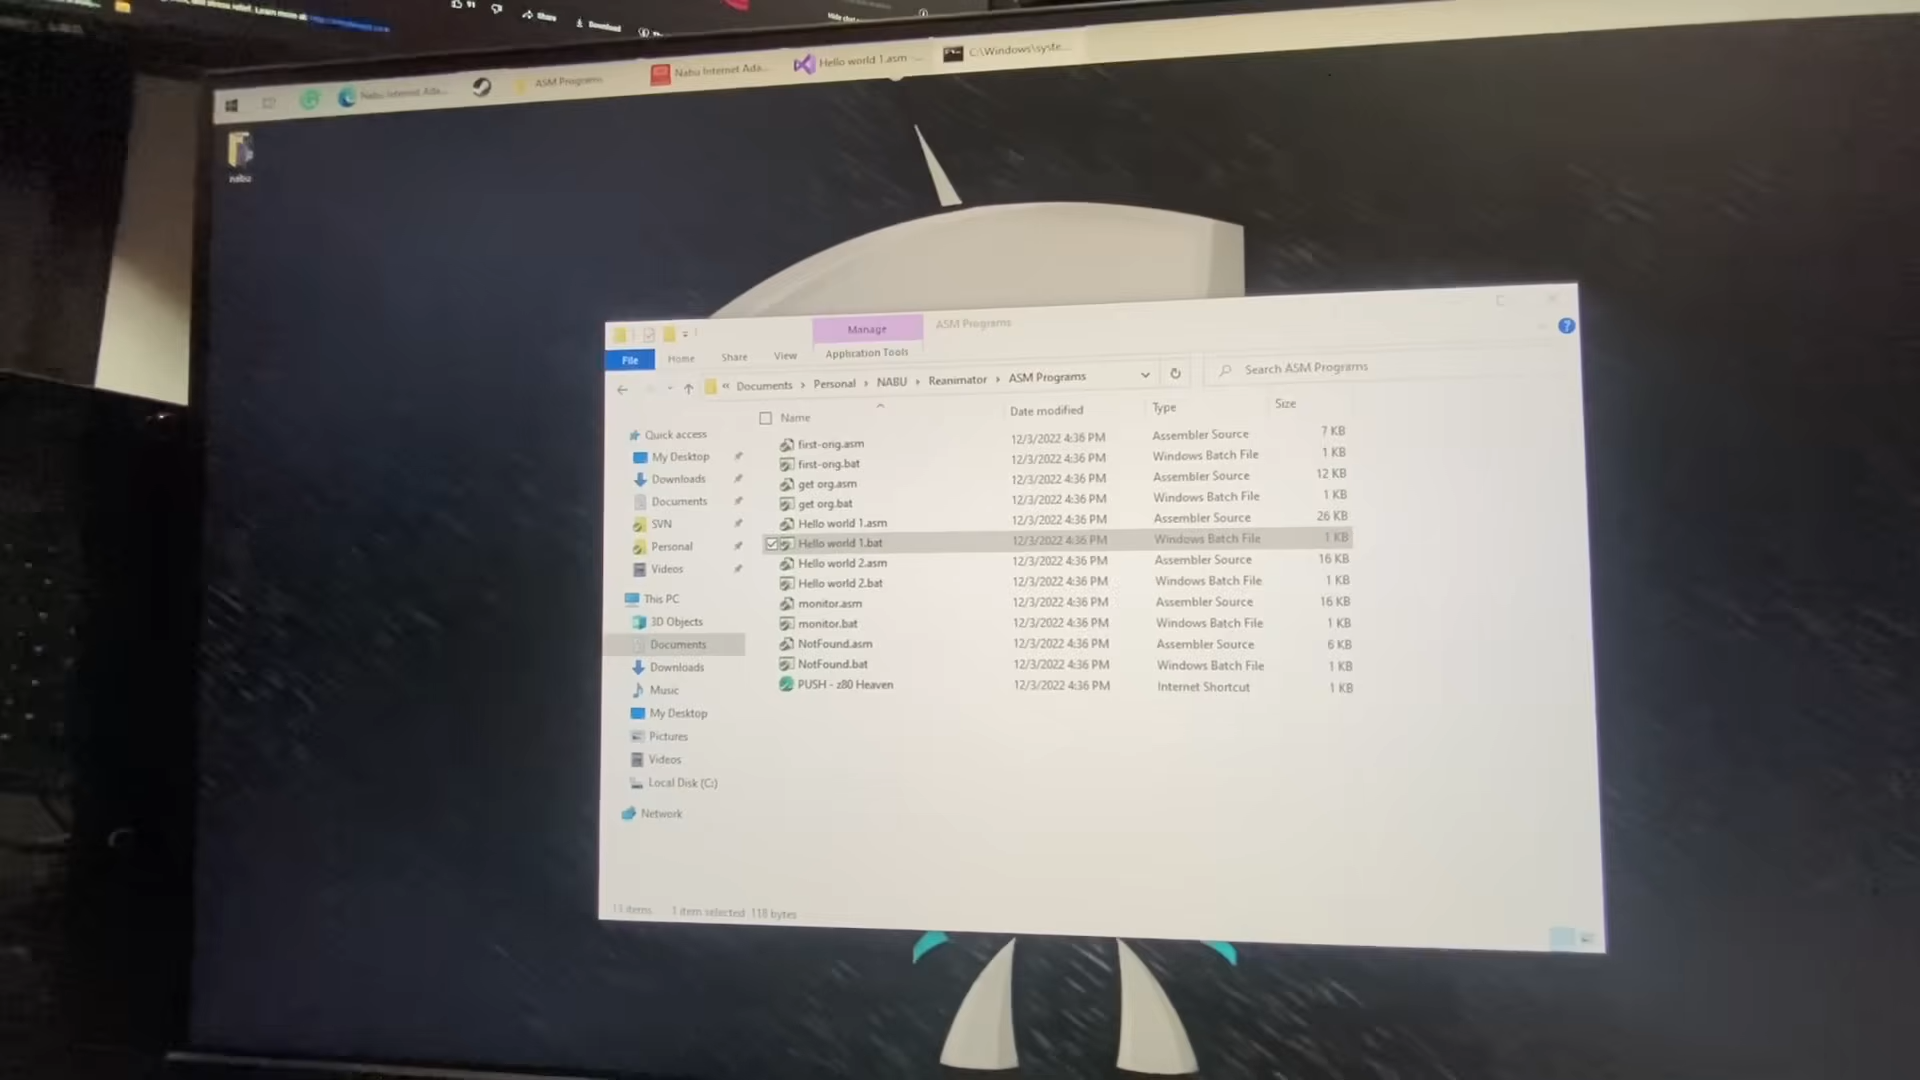 91
Share
Download
Nabu Internet Ada...
ASM Programs
Nabu Internet Ada...
Hello world 1.asm
C:\Windows\syste...
nabu
Manage
ASM Programs
File
Home
Share
View
Application Tools
« Documents › Personal › NABU › Reanimator › ASM Programs
Search ASM Programs
Name
Date modified
Type
Size
Quick access
My Desktop
Downloads
Documents
SVN
Personal
Videos
This PC
3D Objects
Documents
Downloads
Music
My Desktop
Pictures
Videos
Local Disk (C:)
Network
first-orig.asm 12/3/2022 4:36 PM Assembler Source 7 KB
first-org.bat 12/3/2022 4:36 PM Windows Batch File 1 KB
get org.asm 12/3/2022 4:36 PM Assembler Source 12 KB
get org.bat 12/3/2022 4:36 PM Windows Batch File 1 KB
Hello world 1.asm 12/3/2022 4:36 PM Assembler Source 26 KB
Hello world 1.bat 12/3/2022 4:36 PM Windows Batch File 1 KB
Hello world 2.asm 12/3/2022 4:36 PM Assembler Source 16 KB
Hello world 2.bat 12/3/2022 4:36 PM Windows Batch File 1 KB
monitor.asm 12/3/2022 4:36 PM Assembler Source 16 KB
monitor.bat 12/3/2022 4:36 PM Windows Batch File 1 KB
NotFound.asm 12/3/2022 4:36 PM Assembler Source 6 KB
NotFound.bat 12/3/2022 4:36 PM Windows Batch File 1 KB
PUSH - z80 Heaven 12/3/2022 4:36 PM Internet Shortcut 1 KB
13 items 1 item selected 118 bytes